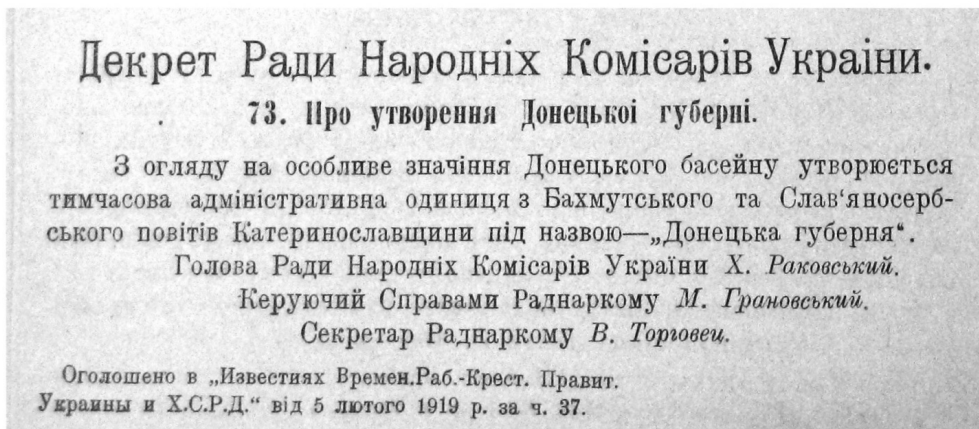 Декрет Ради Народніх Комісарів Украіни.
73. Про утворення Донецькоі губерні.
З огляду на особливе значіння Донецького басейну утворюється
тимчасова адміністративна одиниця з Бахмутського та Слав‘яносерб-
ського повітів Катеринославщини під назвою—„Донецька губерня“.
Голова Ради Народніх Комісарів України Х. Раковський.
Керуючий Справами Раднаркому М. Грановський.
Секретар Раднаркому В. Торговец.
Оголошено в „Известиях Времен.Раб.-Крест. Правит.
Украины и Х.С.Р.Д.“ від 5 лютого 1919 р. за ч. 37.